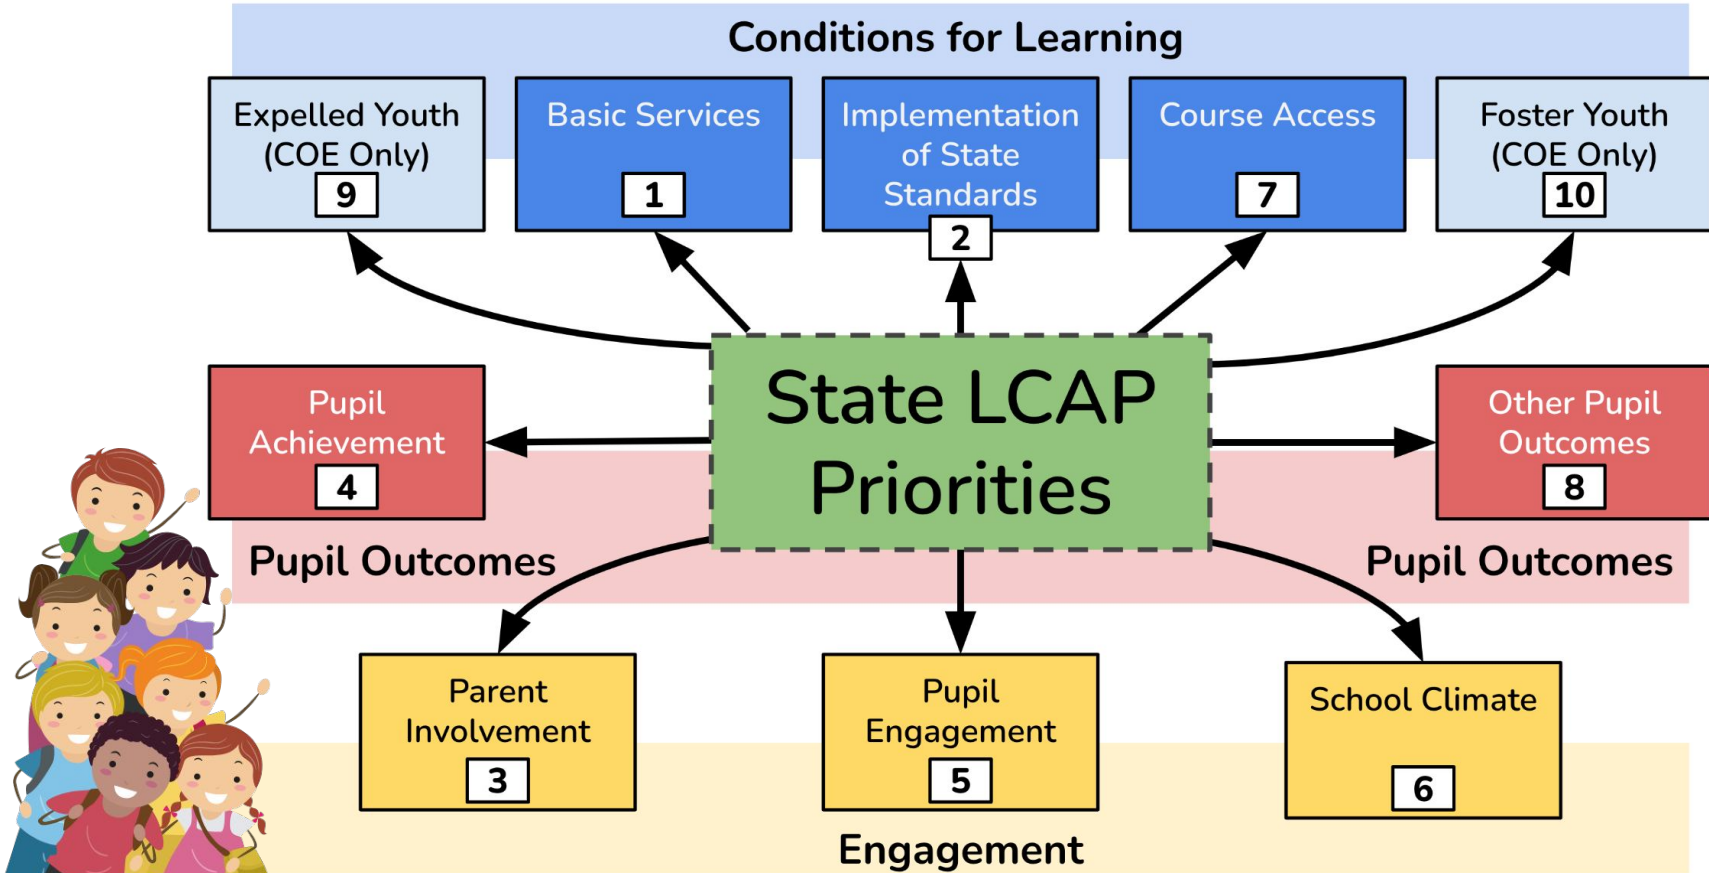 Conditions for Learning
Expelled Youth
(COE Only)
9
Basic Services
1
Implementation
of State
Standards
2
Course Access
7
Foster Youth
(COE Only)
10
State LCAP
Priorities
Pupil
Achievement
4
Other Pupil
Outcomes
8
Pupil Outcomes
Pupil Outcomes
Parent
Involvement
3
Pupil
Engagement
5
School Climate
6
Engagement